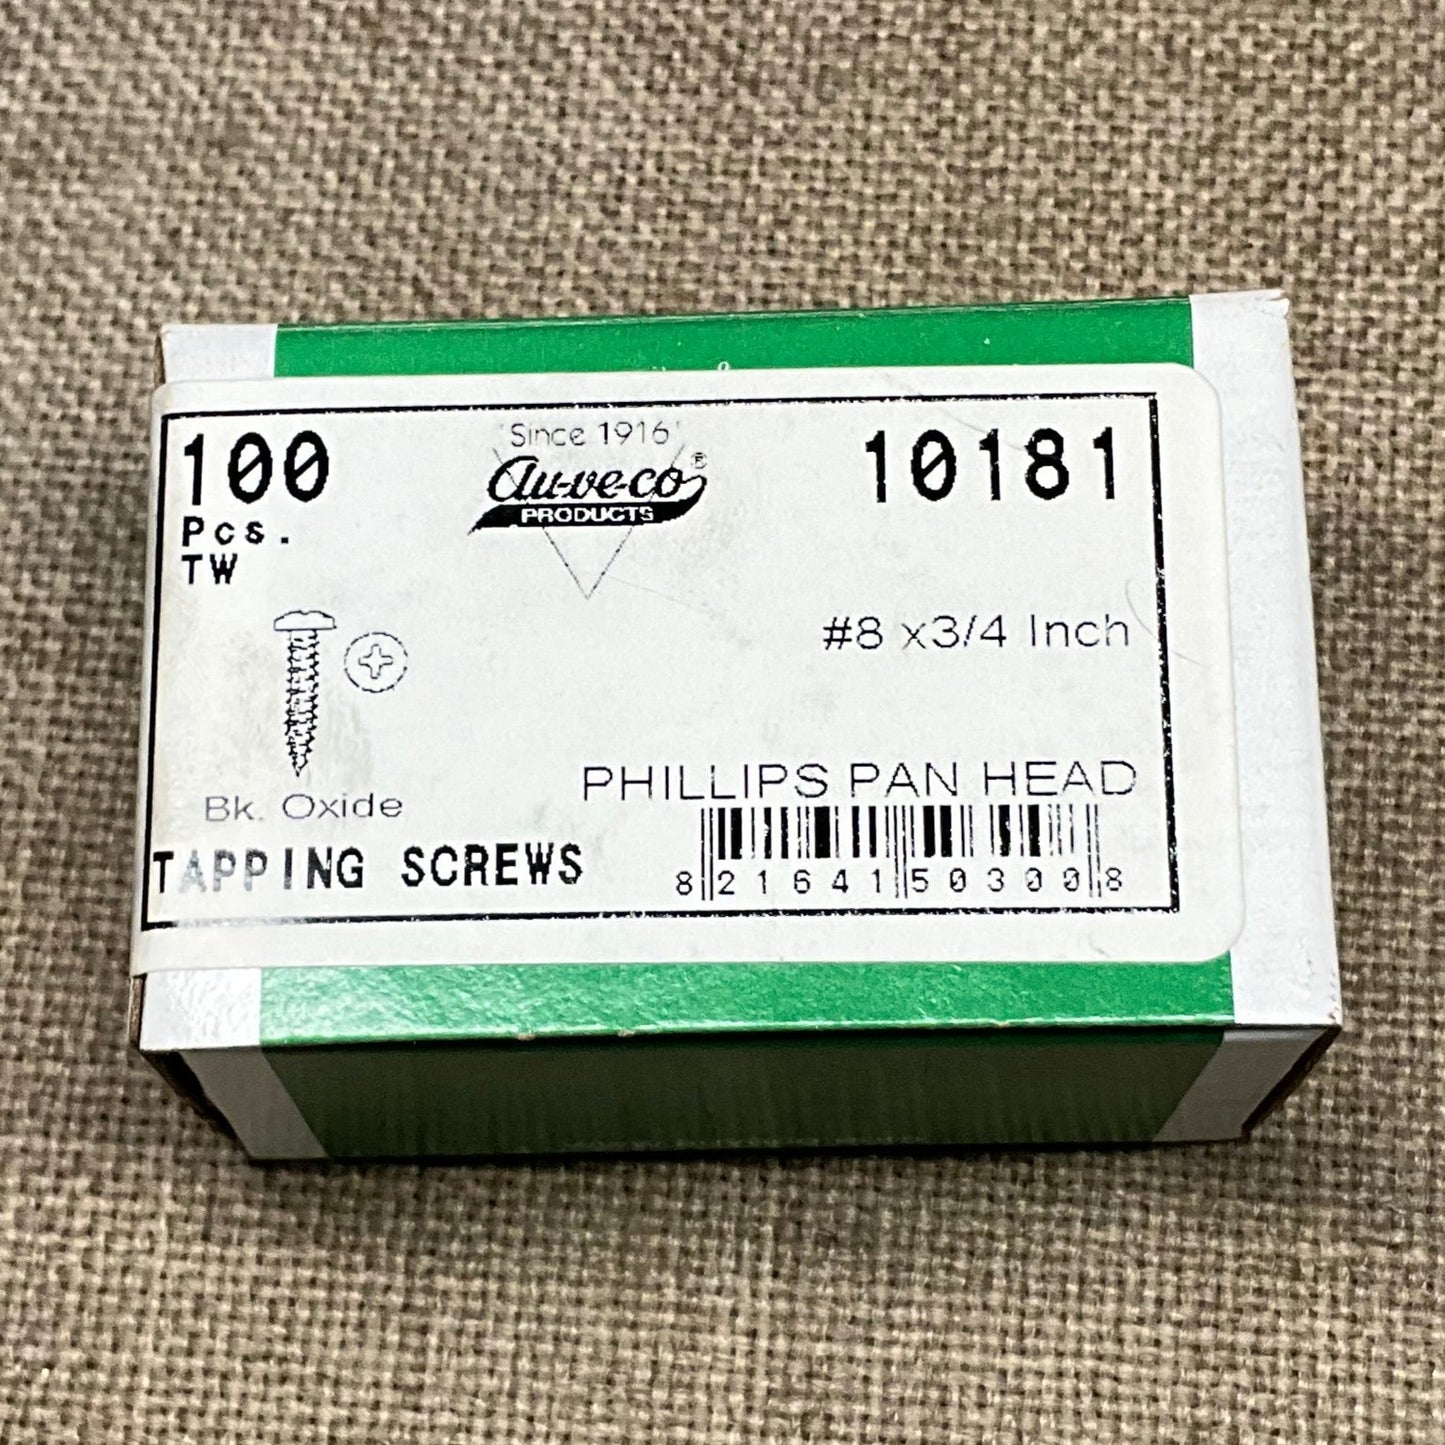 100
Pcs.
TW
Since 1916
Au-ve-co®
PRODUCTS
10181
#8 x3/4 Inch
PHILLIPS PAN HEAD
Bk. Oxide
TAPPING SCREWS
8 21641 50300 8